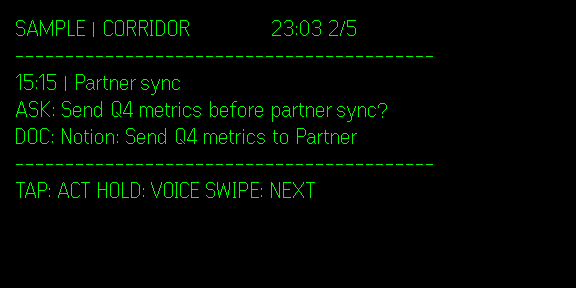 SAMPLE | CORRIDOR 23:03 2/5
------------------------------------------
15:15 | Partner sync
ASK: Send Q4 metrics before partner sync?
DOC: Notion: Send Q4 metrics to Partner
------------------------------------------
TAP: ACT HOLD: VOICE SWIPE: NEXT